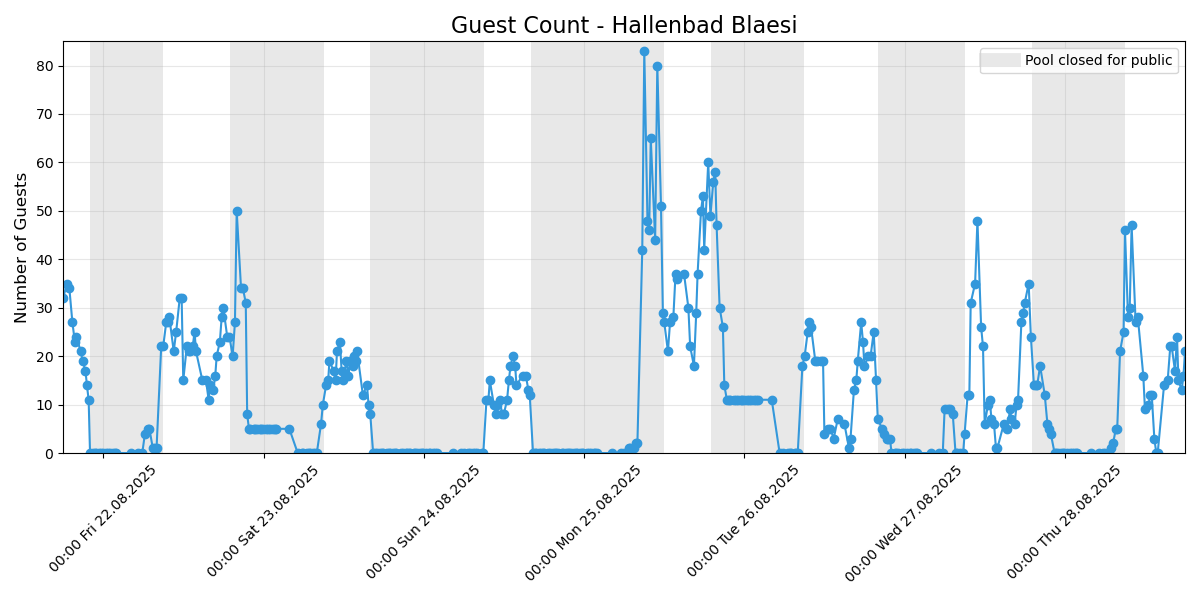 Guest Count - Hallenbad Blaesi
Pool closed for public
Number of Guests
80
70
60
50
40
30
20
10
0
00:00 Fri 22.08.2025
00:00 Sat 23.08.2025
00:00 Sun 24.08.2025
00:00 Mon 25.08.2025
00:00 Tue 26.08.2025
00:00 Wed 27.08.2025
00:00 Thu 28.08.2025